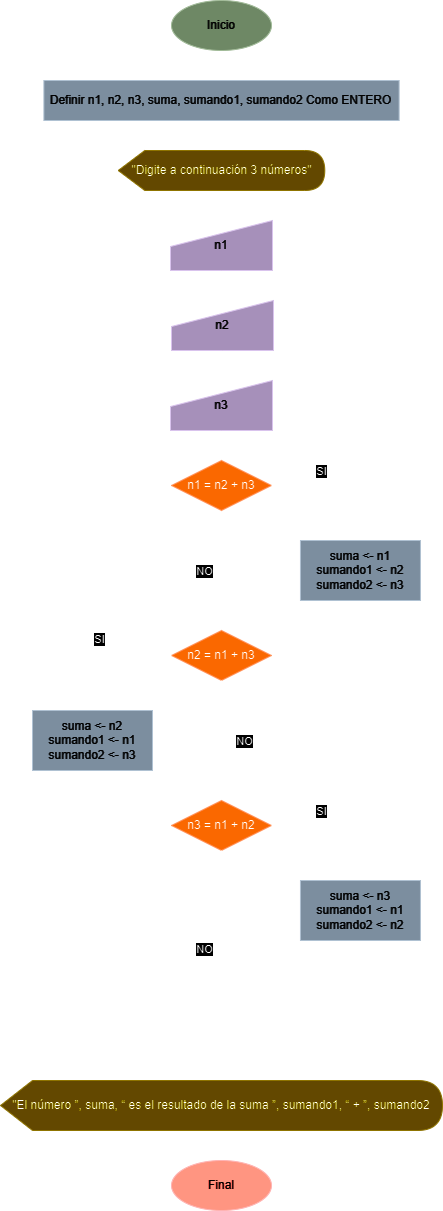 Inicio
Definir n1, n2, n3, suma, sumando1, sumando2 Como ENTERO
"Digite a continuación 3 números"
n1
n2
n3
n1 = n2 + n3
SI
suma <- n1
sumando1 <- n2
sumando2 <- n3
NO
SI
n2 = n1 + n3
suma <- n2
sumando1 <- n1
sumando2 <- n3
NO
n3 = n1 + n2
SI
suma <- n3
sumando1 <- n1
sumando2 <- n2
NO
"El número ”, suma, “ es el resultado de la suma ”, sumando1, “ + ”, sumando2
Final